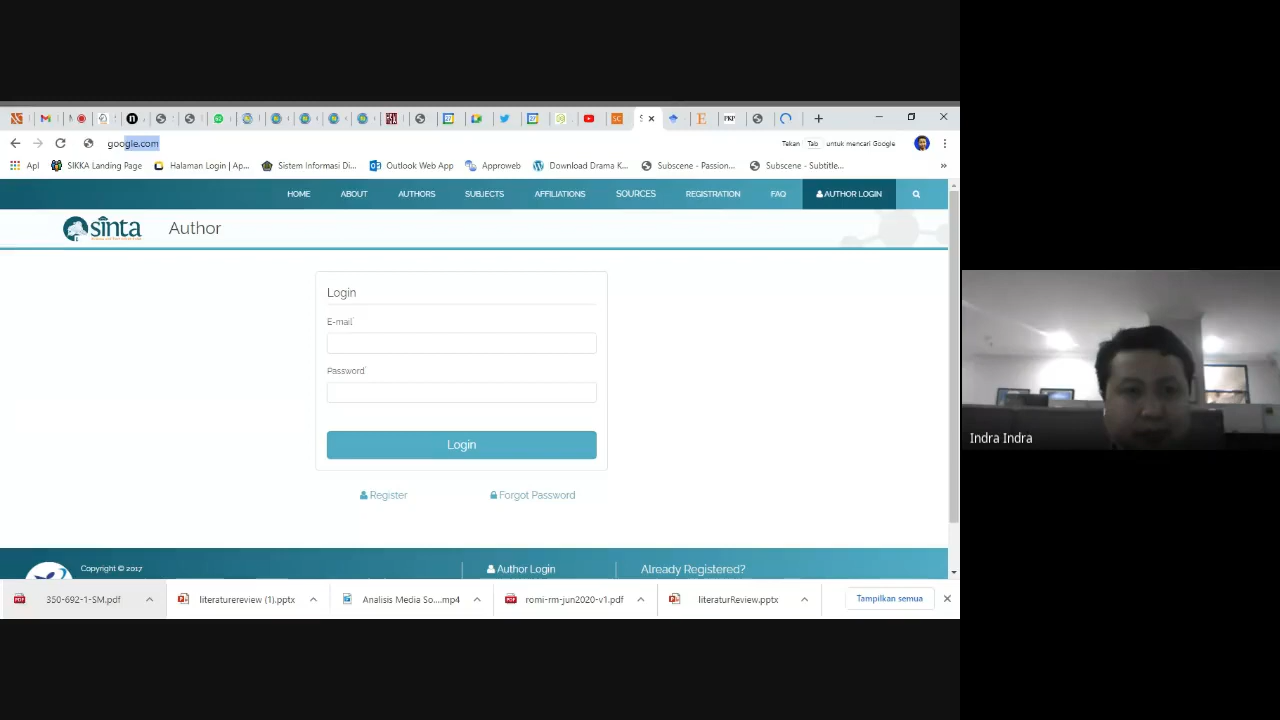 google.com
Tekan Tab untuk mencari Google
Apl
SIKKA Landing Page
Halaman Login | Ap...
Sistem Informasi Di...
Outlook Web App
Approweb
Download Drama K...
Subscene - Passion...
Subscene - Subtitle...
»
HOME
ABOUT
AUTHORS
SUBJECTS
AFFILIATIONS
SOURCES
REGISTRATION
FAQ
AUTHOR LOGIN
sinta
Author
Login
E-mail*
Password*
Login
Register
Forgot Password
Indra Indra
Copyright © 2017
Author Login
Already Registered?
350-692-1-SM.pdf
literaturereview (1).pptx
Analisis Media So....mp4
romi-rm-jun2020-v1.pdf
literaturReview.pptx
Tampilkan semua